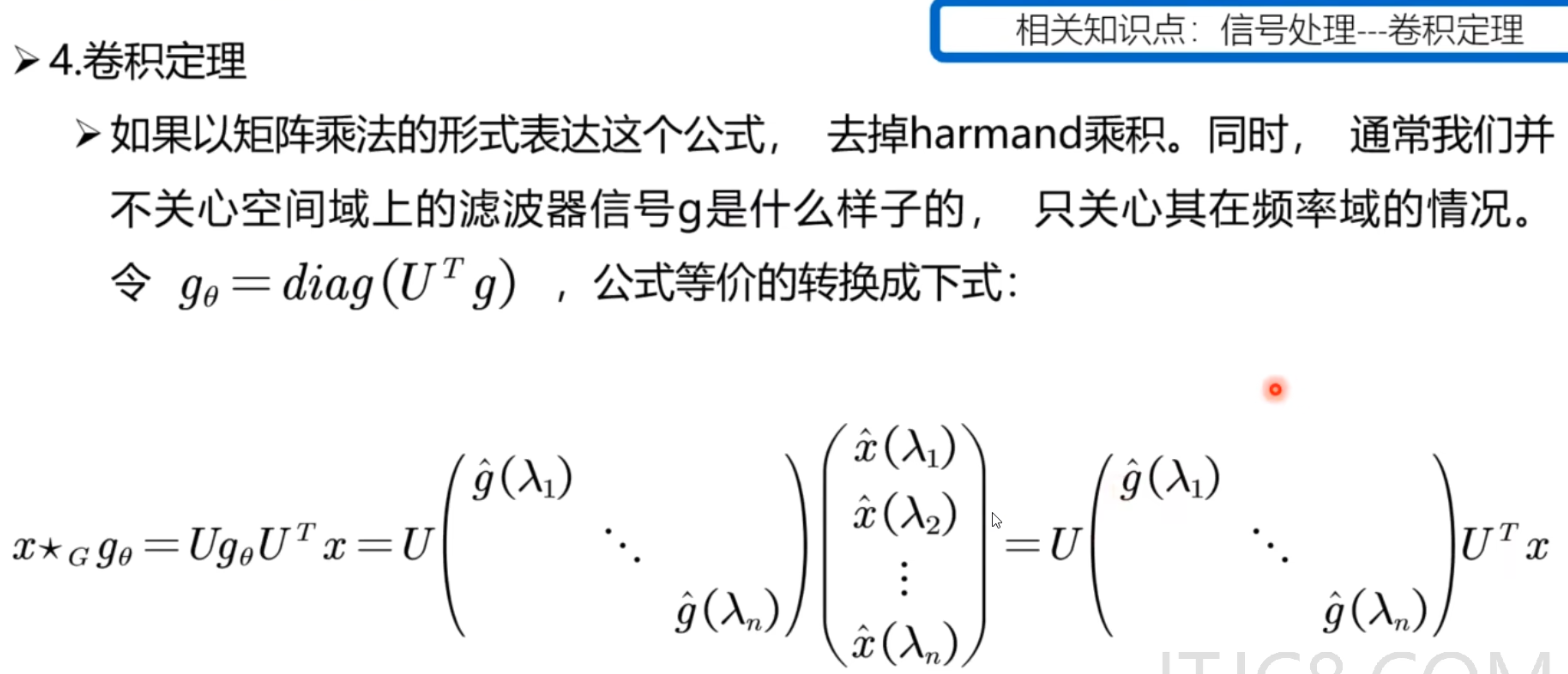 相关知识点：信号处理---卷积定理
➢ 4.卷积定理
➢ 如果以矩阵乘法的形式表达这个公式， 去掉harmand乘积。同时， 通常我们并
不关心空间域上的滤波器信号g是什么样子的， 只关心其在频率域的情况。
令 $g_\theta = diag(U^T g)$ ，公式等价的转换成下式：
$x \star_G g_\theta = U g_\theta U^T x = U \begin{pmatrix} \hat{g}(\lambda_1) & & \\ & \ddots & \\ & & \hat{g}(\lambda_n) \end{pmatrix} \begin{pmatrix} \hat{x}(\lambda_1) \\ \hat{x}(\lambda_2) \\ \vdots \\ \hat{x}(\lambda_n) \end{pmatrix} = U \begin{pmatrix} \hat{g}(\lambda_1) & & \\ & \ddots & \\ & & \hat{g}(\lambda_n) \end{pmatrix} U^T x$